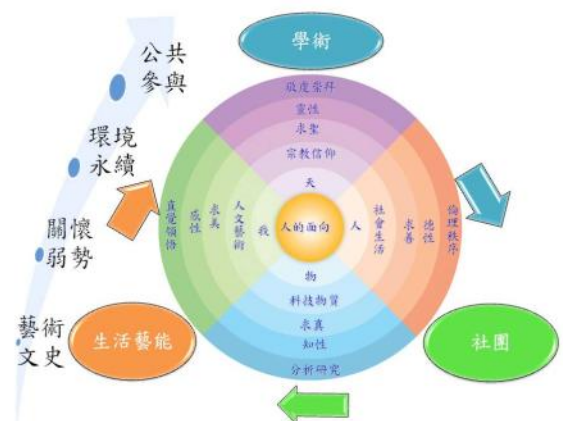 學術
公共
參與
環境
永續
關懷
弱勢
藝術
文史
虔崇拜
靈性
求聖
宗教信仰
天
直覺領悟
感性
求美
人文藝術
我
人的面向
人
社會生活
求善
德性
倫理秩序
物
科技物質
求真
知性
分析研究
生活藝能
社團